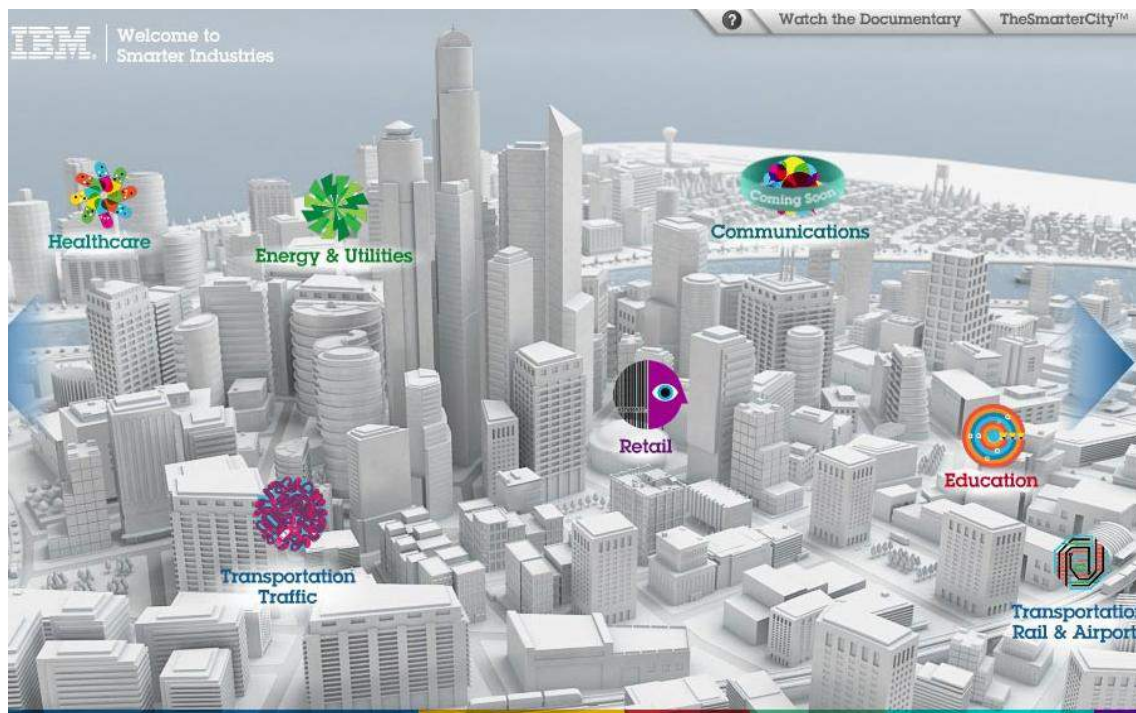 IBM®
Welcome to
Smarter Industries
?
Watch the Documentary
TheSmarterCity™
Healthcare
Energy & Utilities
Coming Soon
Communications
Retail
Education
Transportation
Traffic
Transportation
Rail & Airport